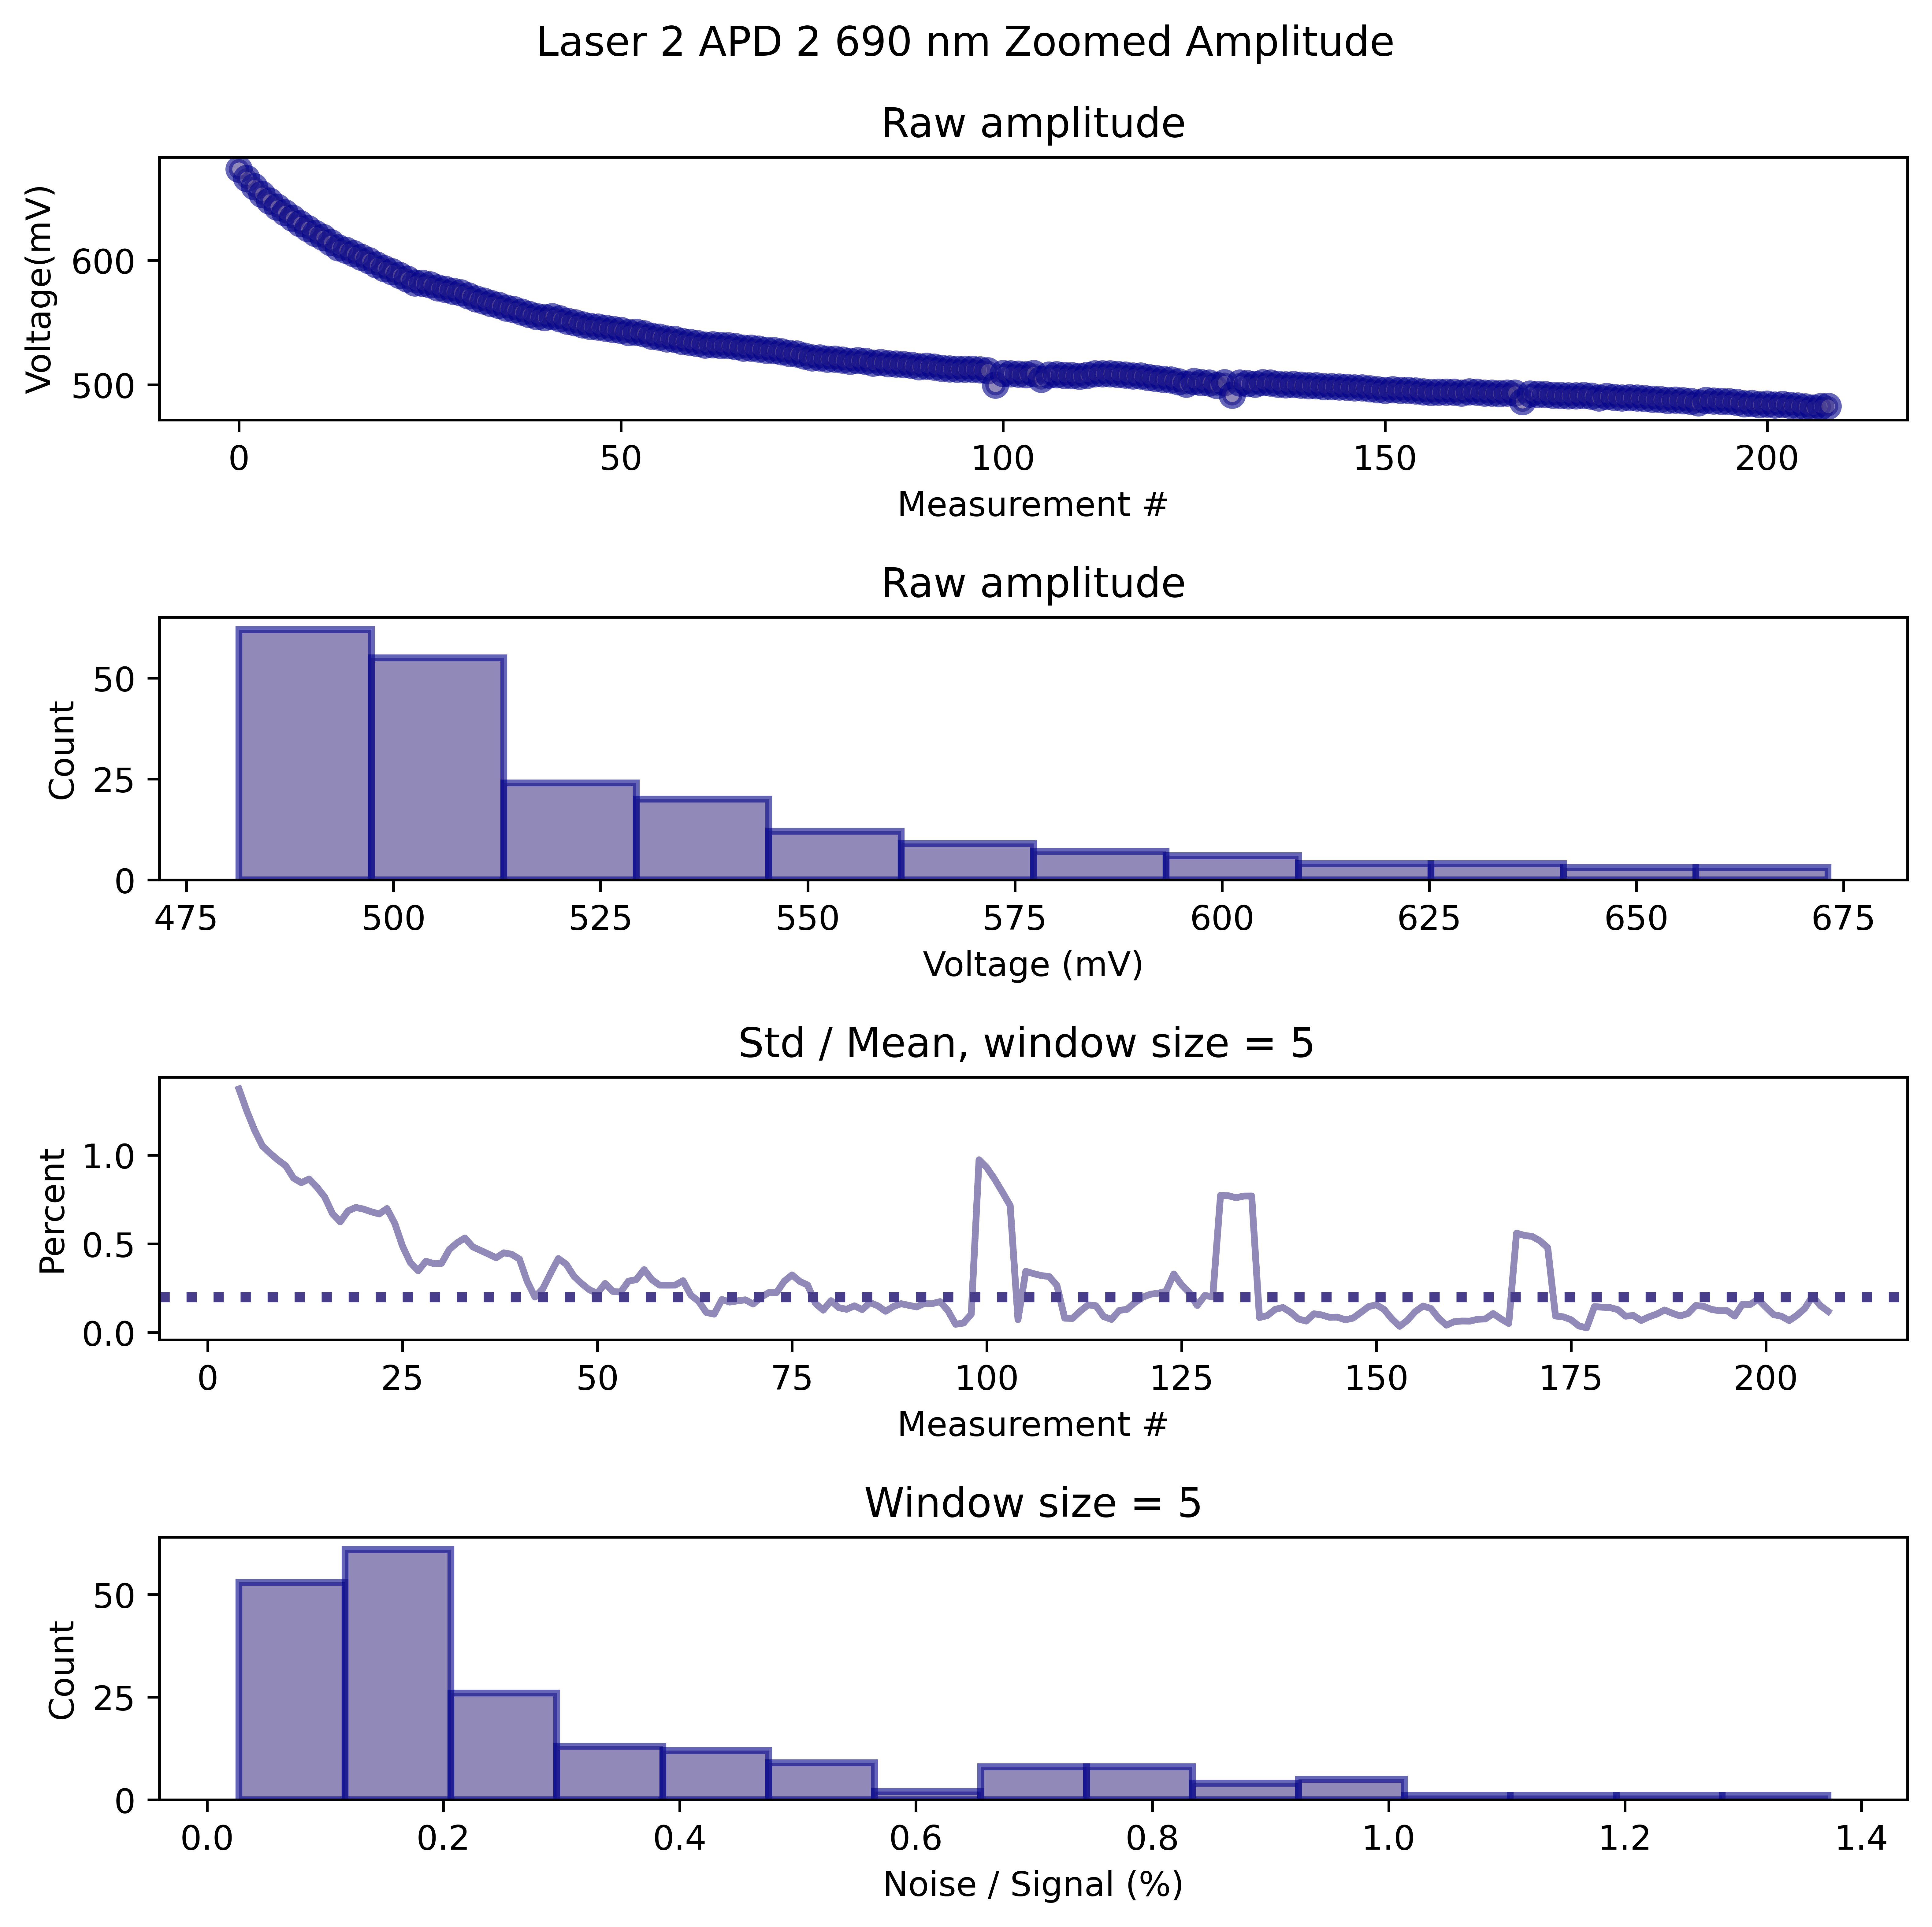 Laser 2 APD 2 690 nm Zoomed Amplitude
Raw amplitude
Voltage(mV)
600
500
0 50 100 150 200
Measurement #
Raw amplitude
Count
50
25
0
475 500 525 550 575 600 625 650 675
Voltage (mV)
Std / Mean, window size = 5
Percent
1.0
0.5
0.0
0 25 50 75 100 125 150 175 200
Measurement #
Window size = 5
Count
50
25
0
0.0 0.2 0.4 0.6 0.8 1.0 1.2 1.4
Noise / Signal (%)